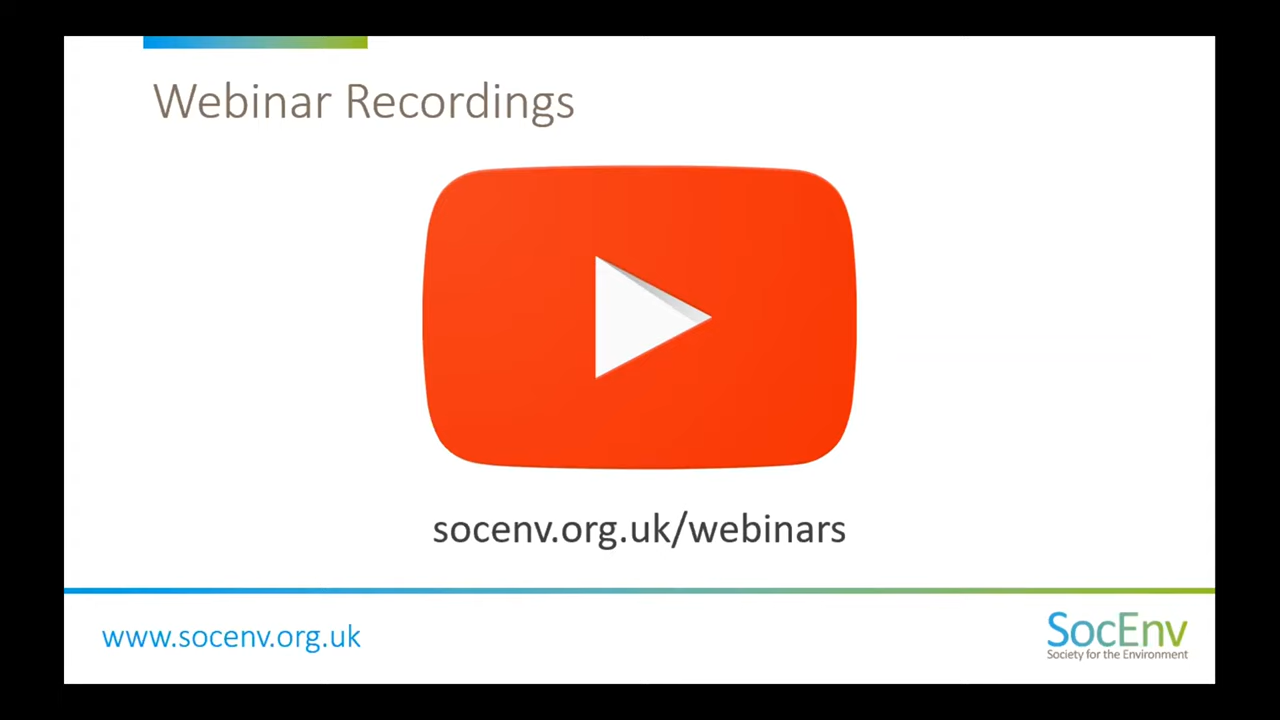 Webinar Recordings
socenv.org.uk/webinars
www.socenv.org.uk
SocEnv
Society for the Environment